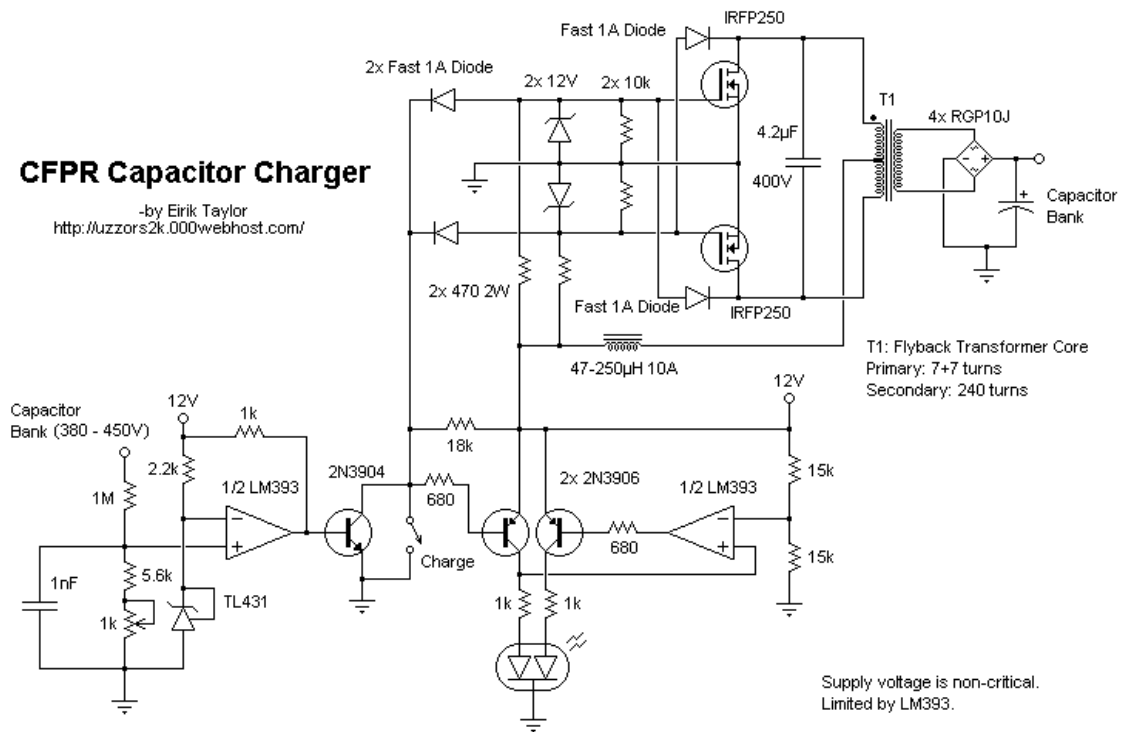 IRFP250
Fast 1A Diode
2x Fast 1A Diode
2x 12V
2x 10k
T1
4x RGP10J
4.2µF
400V
CFPR Capacitor Charger
-by Eirik Taylor
http://uzzors2k.000webhost.com/
Capacitor
Bank
2x 470 2W
Fast 1A Diode
IRFP250
47-250µH 10A
T1: Flyback Transformer Core
Primary: 7+7 turns
Secondary: 240 turns
Capacitor
Bank (380 - 450V)
12V
1k
12V
18k
2.2k
2N3904
1M
1/2 LM393
680
2x 2N3906
1/2 LM393
15k
680
15k
Charge
1nF
5.6k
TL431
1k
1k
1k
Supply voltage is non-critical.
Limited by LM393.